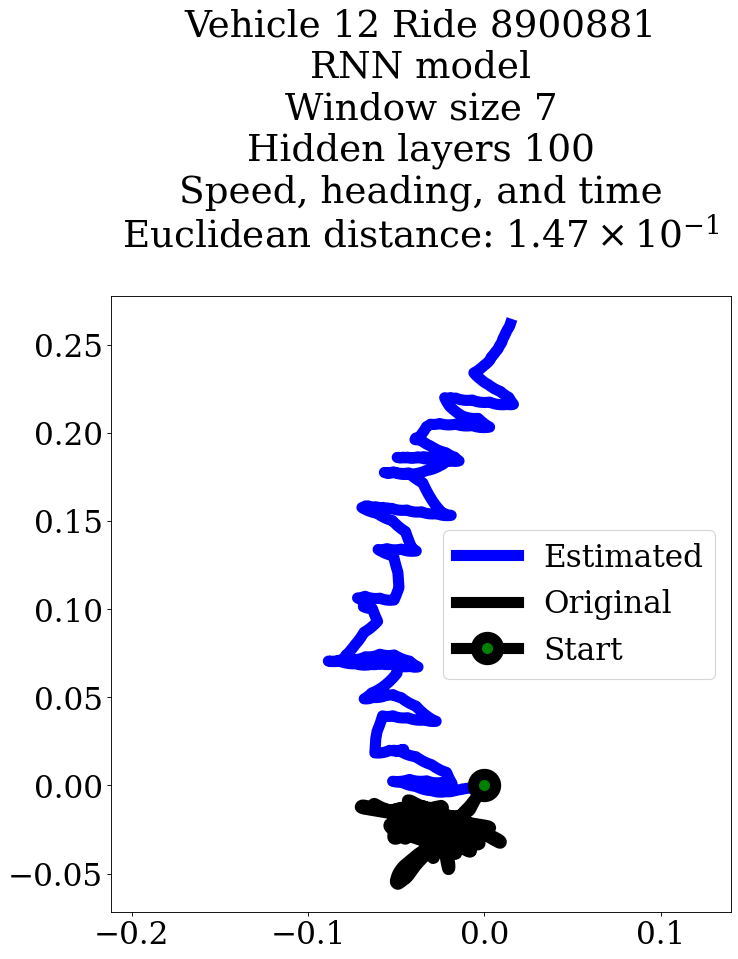 Vehicle 12 Ride 8900881
RNN model
Window size 7
Hidden layers 100
Speed, heading, and time
Euclidean distance: 1.47 × 10⁻¹
0.25
0.20
0.15
0.10
0.05
0.00
−0.05
Estimated
Original
Start
−0.2 −0.1 0.0 0.1